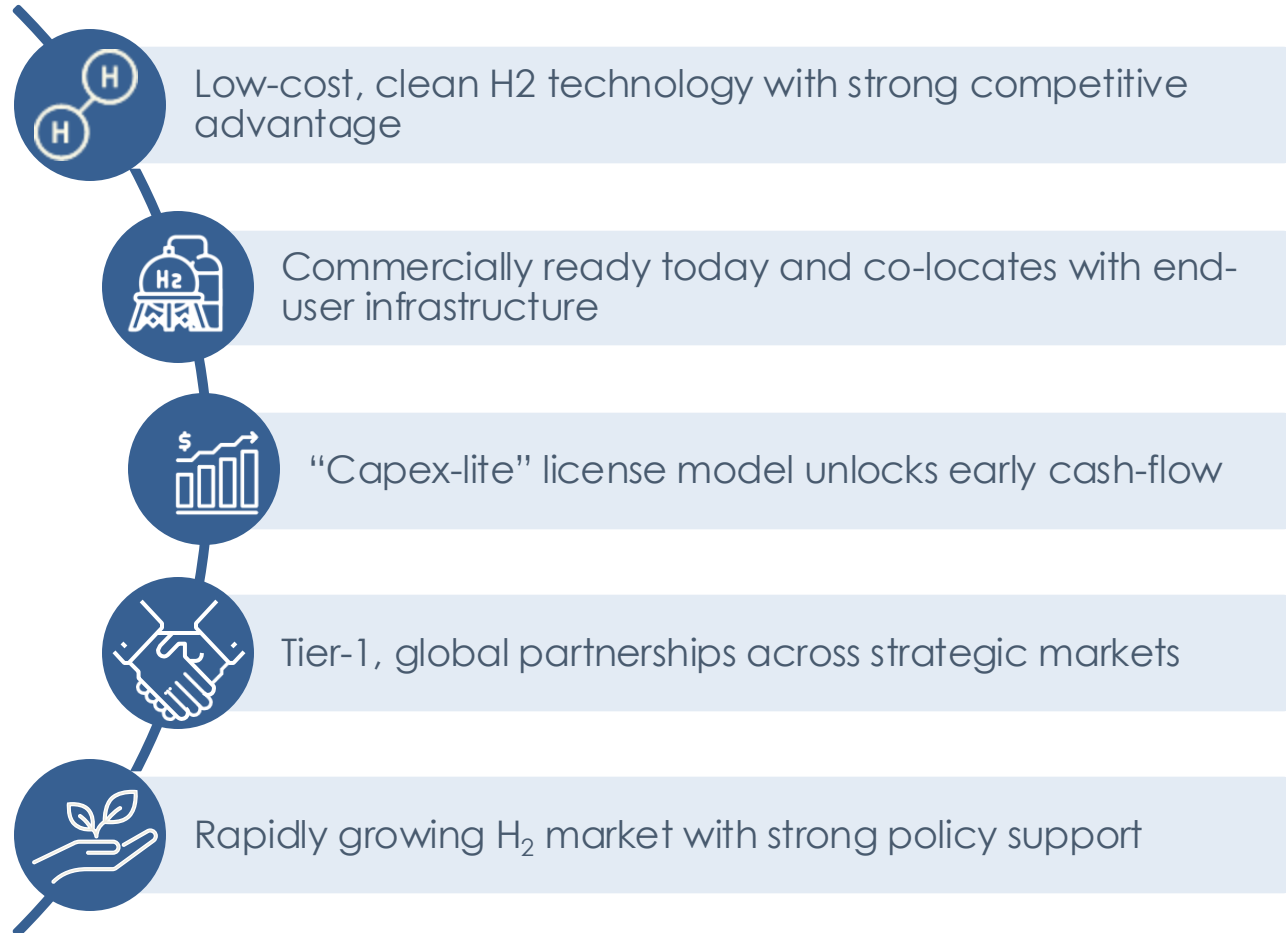 H
H
Low-cost, clean H2 technology with strong competitive
advantage
H2
Commercially ready today and co-locates with end-
user infrastructure
$
“Capex-lite” license model unlocks early cash-flow
Tier-1, global partnerships across strategic markets
Rapidly growing H₂ market with strong policy support